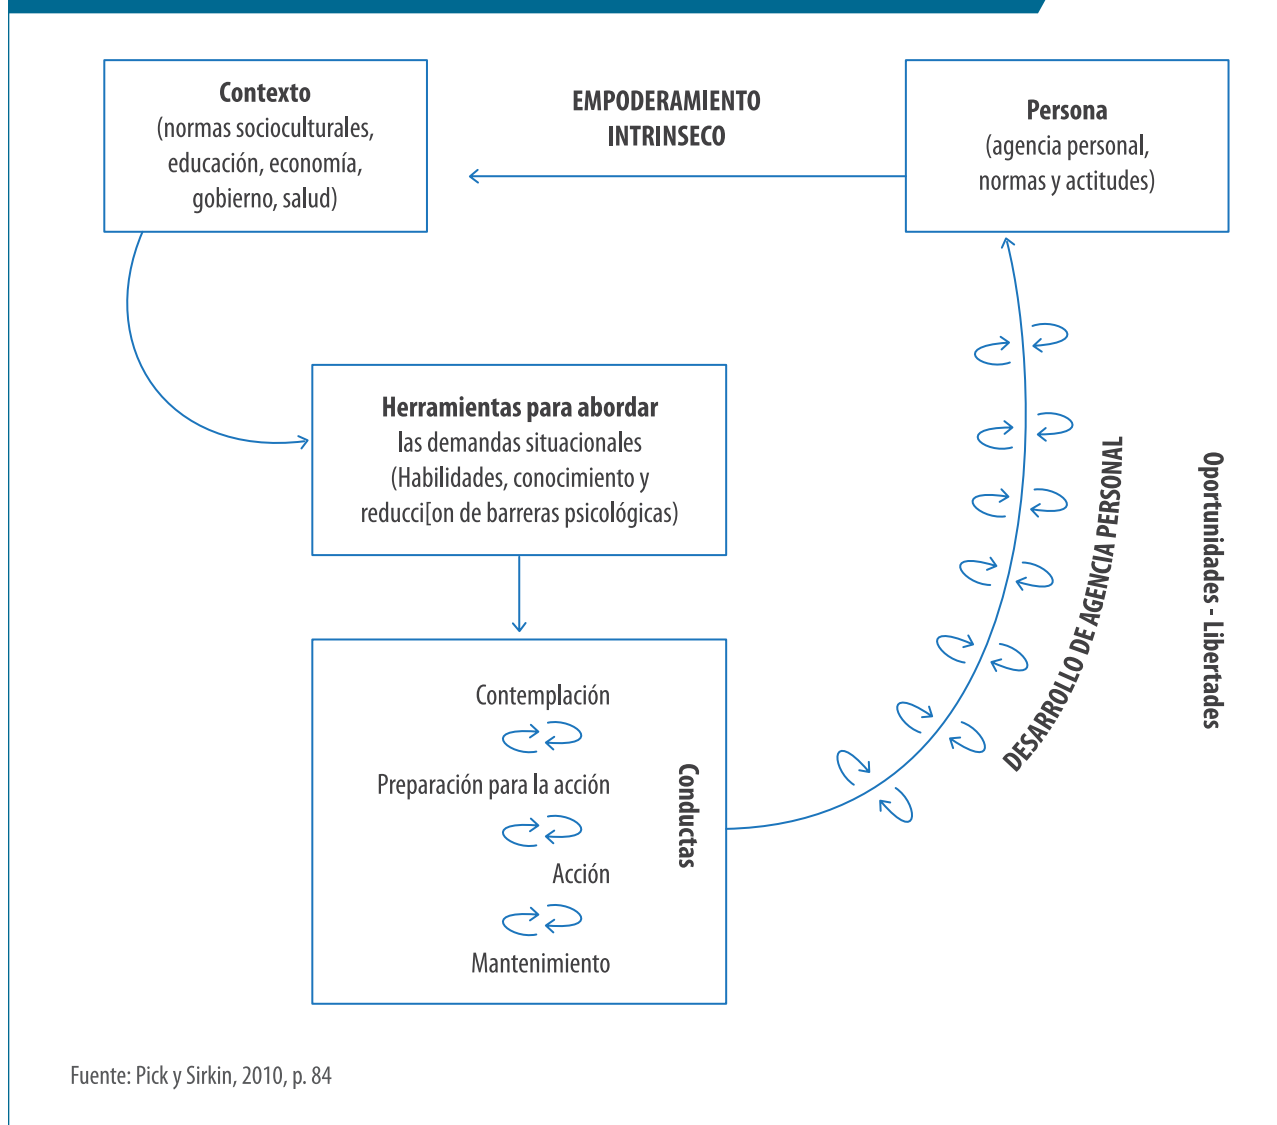 Contexto
(normas socioculturales,
educación, economía,
gobierno, salud)
EMPODERAMIENTO
INTRINSECO
Persona
(agencia personal,
normas y actitudes)
Herramientas para abordar
las demandas situacionales
(Habilidades, conocimiento y
reducci[on de barreras psicológicas)
Contemplación
Preparación para la acción
Acción
Mantenimiento
Conductas
DESARROLLO DE AGENCIA PERSONAL
Oportunidades - Libertades
Fuente: Pick y Sirkin, 2010, p. 84